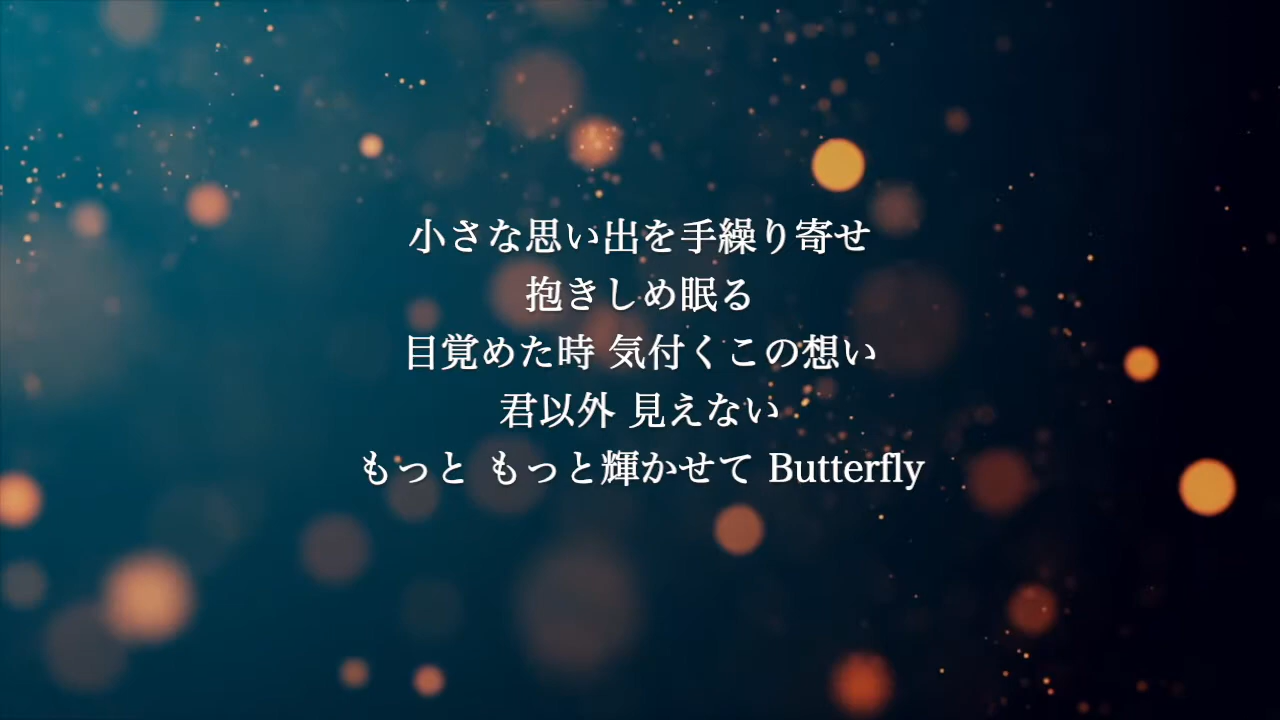 小さな思い出を手繰り寄せ
抱きしめ眠る
目覚めた時 気付くこの想い
君以外 見えない
もっと もっと輝かせて Butterfly